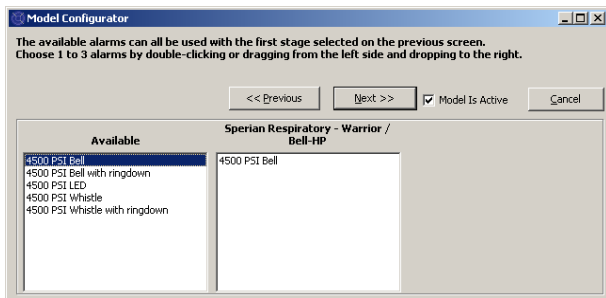 Model Configurator
The available alarms can all be used with the first stage selected on the previous screen.
Choose 1 to 3 alarms by double-clicking or dragging from the left side and dropping to the right.
<< Previous
Next >>
Model Is Active
Cancel
Available
Sperian Respiratory - Warrior /
Bell-HP
4500 PSI Bell
4500 PSI Bell with ringdown
4500 PSI LED
4500 PSI Whistle
4500 PSI Whistle with ringdown
4500 PSI Bell